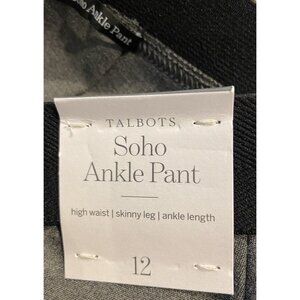 Soho Ankle Pant
TALBOTS
Soho
Ankle Pant
high waist | skinny leg | ankle length
12